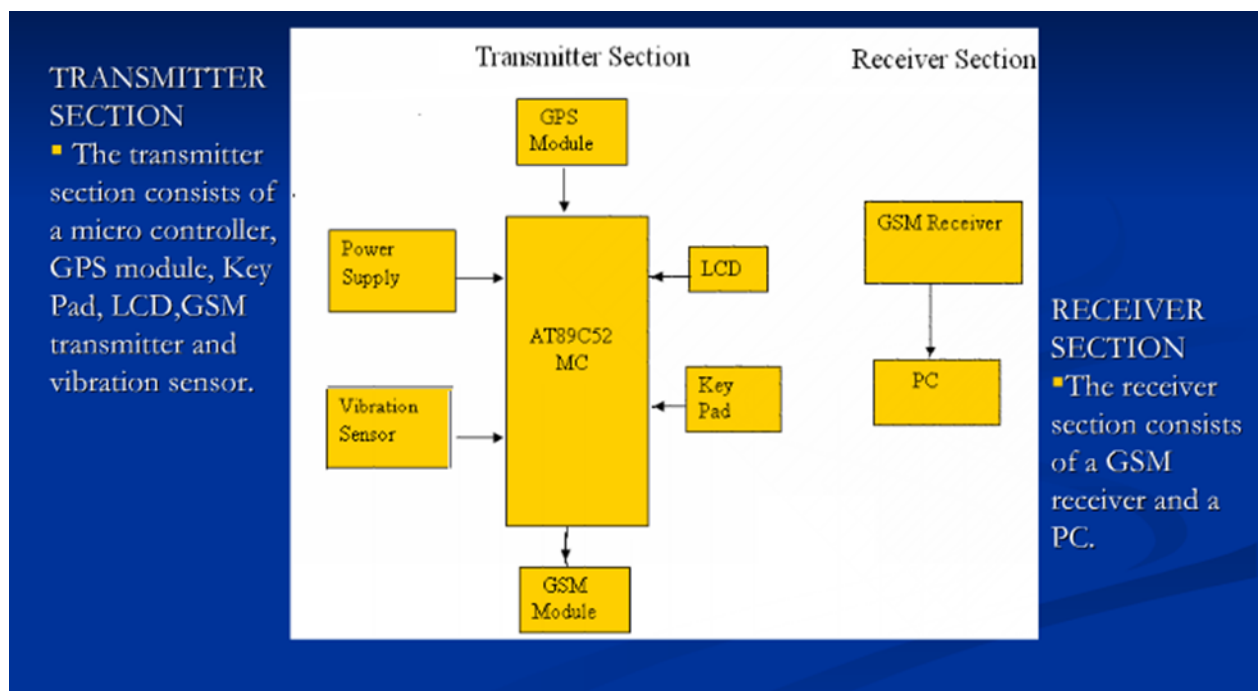 TRANSMITTER
SECTION
▪ The transmitter
section consists of
a micro controller,
GPS module, Key
Pad, LCD,GSM
transmitter and
vibration sensor.
Transmitter Section
GPS
Module
Power
Supply
LCD
AT89C52
MC
Vibration
Sensor
Key
Pad
GSM
Module
Receiver Section
GSM Receiver
PC
RECEIVER
SECTION
▪The receiver
section consists
of a GSM
receiver and a
PC.